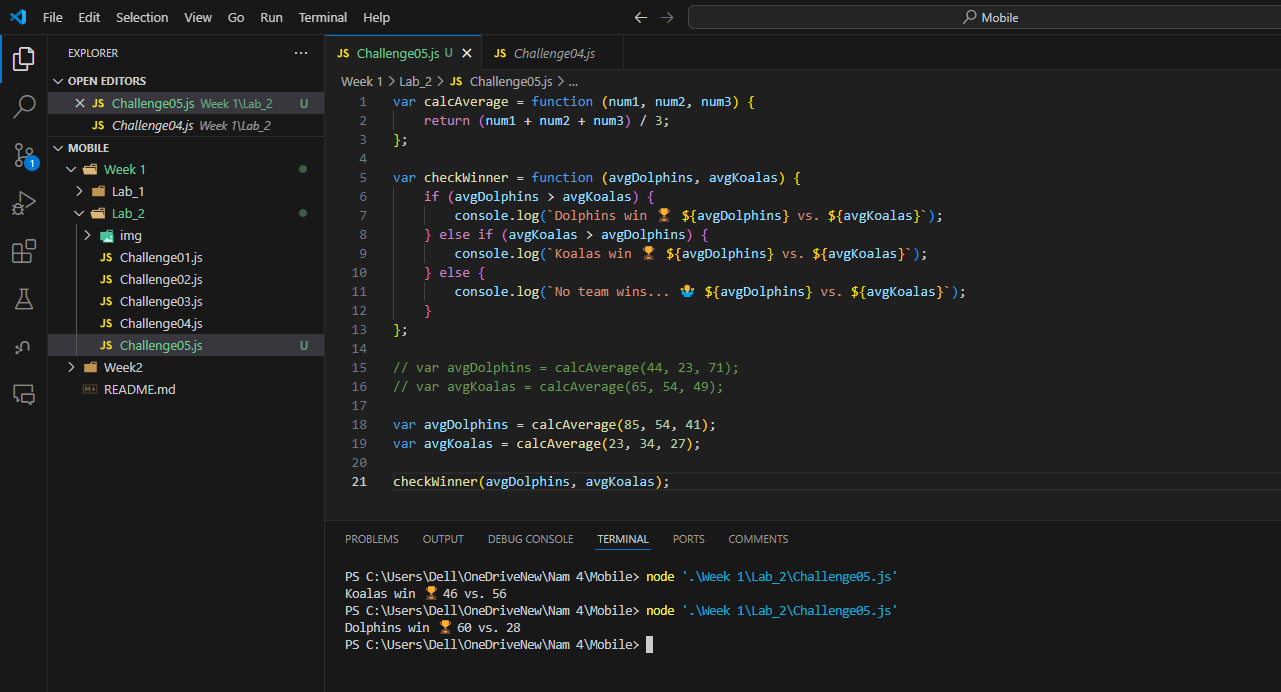 File Edit Selection View Go Run Terminal Help
Mobile
1
EXPLORER ...
OPEN EDITORS
JS Challenge05.js Week 1\Lab_2 U
JS Challenge04.js Week 1\Lab_2
MOBILE
Week 1
Lab_1
Lab_2
img
JS Challenge01.js
JS Challenge02.js
JS Challenge03.js
JS Challenge04.js
JS Challenge05.js U
Week2
README.md
JS Challenge05.js U
JS Challenge04.js
Week 1 > Lab_2 > JS Challenge05.js > ...
1 var calcAverage = function (num1, num2, num3) {
2 return (num1 + num2 + num3) / 3;
3 };
4
5 var checkWinner = function (avgDolphins, avgKoalas) {
6 if (avgDolphins > avgKoalas) {
7 console.log(`Dolphins win 🏆 ${avgDolphins} vs. ${avgKoalas}`);
8 } else if (avgKoalas > avgDolphins) {
9 console.log(`Koalas win 🏆 ${avgDolphins} vs. ${avgKoalas}`);
10 } else {
11 console.log(`No team wins... 🤷‍♂️ ${avgDolphins} vs. ${avgKoalas}`);
12 }
13 };
14
15 // var avgDolphins = calcAverage(44, 23, 71);
16 // var avgKoalas = calcAverage(65, 54, 49);
17
18 var avgDolphins = calcAverage(85, 54, 41);
19 var avgKoalas = calcAverage(23, 34, 27);
20
21 checkWinner(avgDolphins, avgKoalas);
PROBLEMS OUTPUT DEBUG CONSOLE TERMINAL PORTS COMMENTS
PS C:\Users\Dell\OneDriveNew\Nam 4\Mobile> node '.\Week 1\Lab_2\Challenge05.js'
Koalas win 🏆 46 vs. 56
PS C:\Users\Dell\OneDriveNew\Nam 4\Mobile> node '.\Week 1\Lab_2\Challenge05.js'
Dolphins win 🏆 60 vs. 28
PS C:\Users\Dell\OneDriveNew\Nam 4\Mobile>